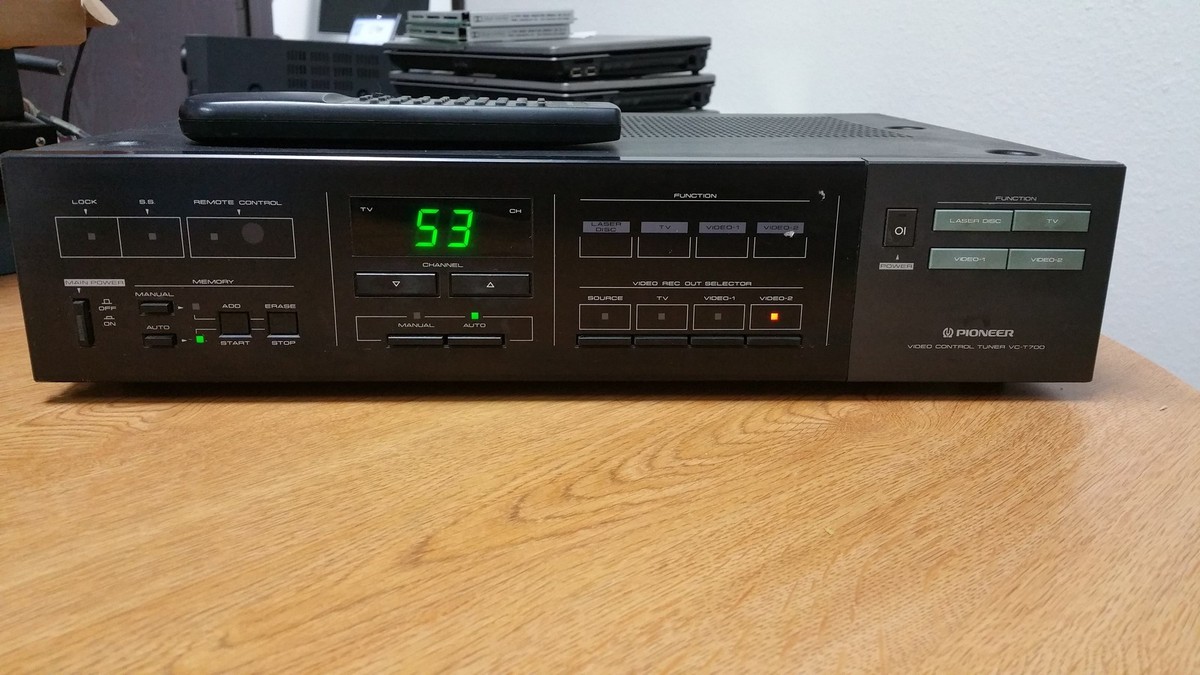 LOCK
S.S.
REMOTE CONTROL
MAIN POWER
OFF
ON
MEMORY
MANUAL
ADD
ERASE
AUTO
START
STOP
TV
53
CH
CHANNEL
MANUAL
AUTO
FUNCTION
LASER DISC
TV
VIDEO-1
VIDEO-2
VIDEO REC OUT SELECTOR
SOURCE
TV
VIDEO-1
VIDEO-2
POWER
FUNCTION
LASER DISC
TV
VIDEO-1
VIDEO-2
PIONEER
VIDEO CONTROL TUNER VC-T700